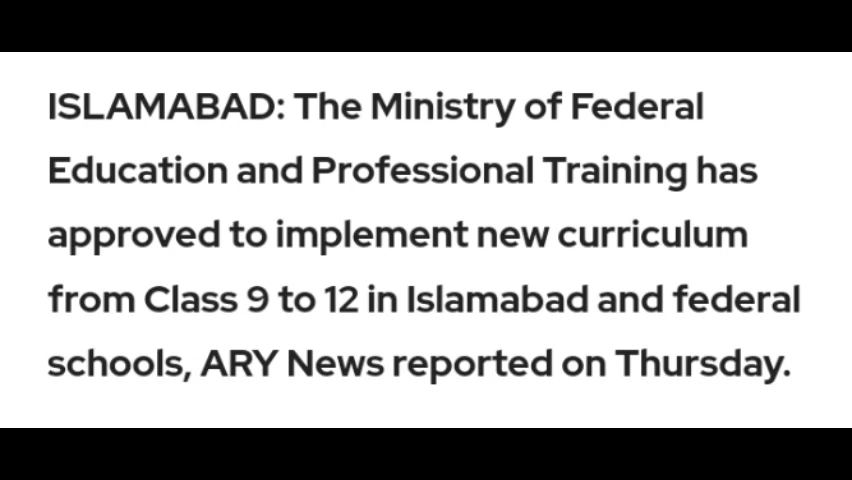 ISLAMABAD: The Ministry of Federal
Education and Professional Training has
approved to implement new curriculum
from Class 9 to 12 in Islamabad and federal
schools, ARY News reported on Thursday.